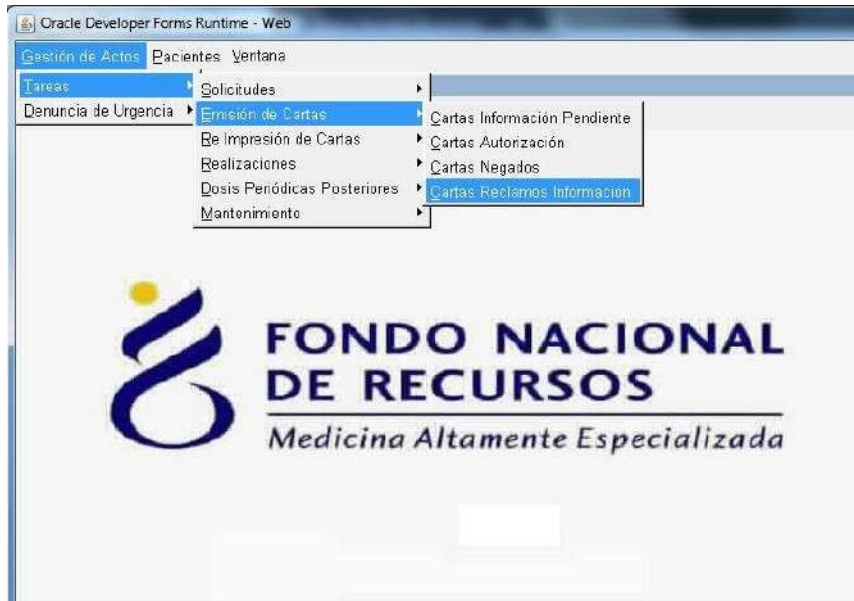 Oracle Developer Forms Runtime - Web
Gestión de Actos Pacientes Ventana
Tareas
Denuncia de Urgencia
Solicitudes
Emisión de Cartas
Re Impresión de Cartas
Realizaciones
Dosis Periódicas Posteriores
Mantenimiento
Cartas Información Pendiente
Cartas Autorización
Cartas Negados
Cartas Reclamos Información
FONDO NACIONAL
DE RECURSOS
Medicina Altamente Especializada